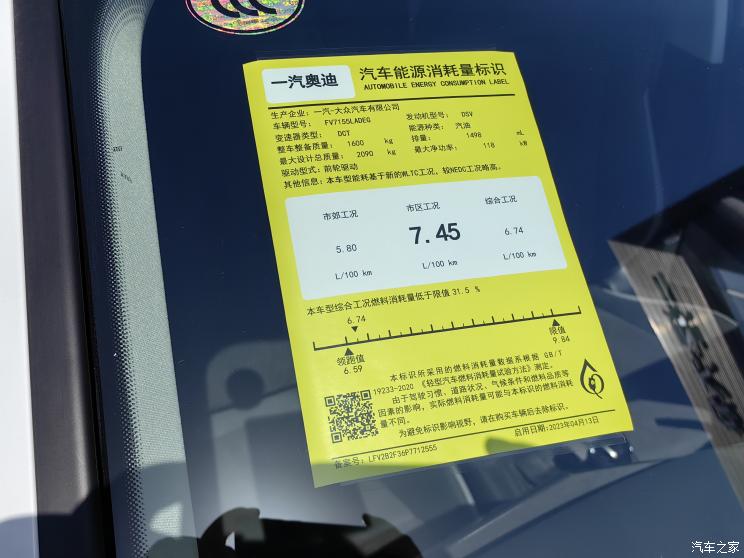 一汽奥迪
汽车能源消耗量标识
AUTOMOBILE ENERGY CONSUMPTION LABEL
生产企业：一汽-大众汽车有限公司
车辆型号： FV7155LADEG 发动机型号： DSV
变速器类型： DCT 能源种类： 汽油
整车整备质量： 1600 kg 排量： 1498 mL
最大设计总质量： 2090 kg 最大净功率： 118 kW
驱动型式：前轮驱动
其他信息：本车型能耗基于新的WLTC工况，较NEDC工况略高。
市郊工况 市区工况 综合工况
5.80 7.45 6.74
L/100 km L/100 km L/100 km
本车型综合工况燃料消耗量低于限值31.5 %
6.74
领跑值 限值
6.59 9.84
本标识所采用的燃料消耗量数据系根据 GB/T
19233-2020 《轻型汽车燃料消耗量试验方法》测定。
由于驾驶习惯、道路状况、气候条件和燃料品质等
因素的影响，实际燃料消耗量可能与本标识的燃料消耗
量不同。
为避免标识影响视野，请在购买车辆后去除标识。
备案号：LFV2B2F36P7712555 启用日期：2023年04月13日
汽车之家